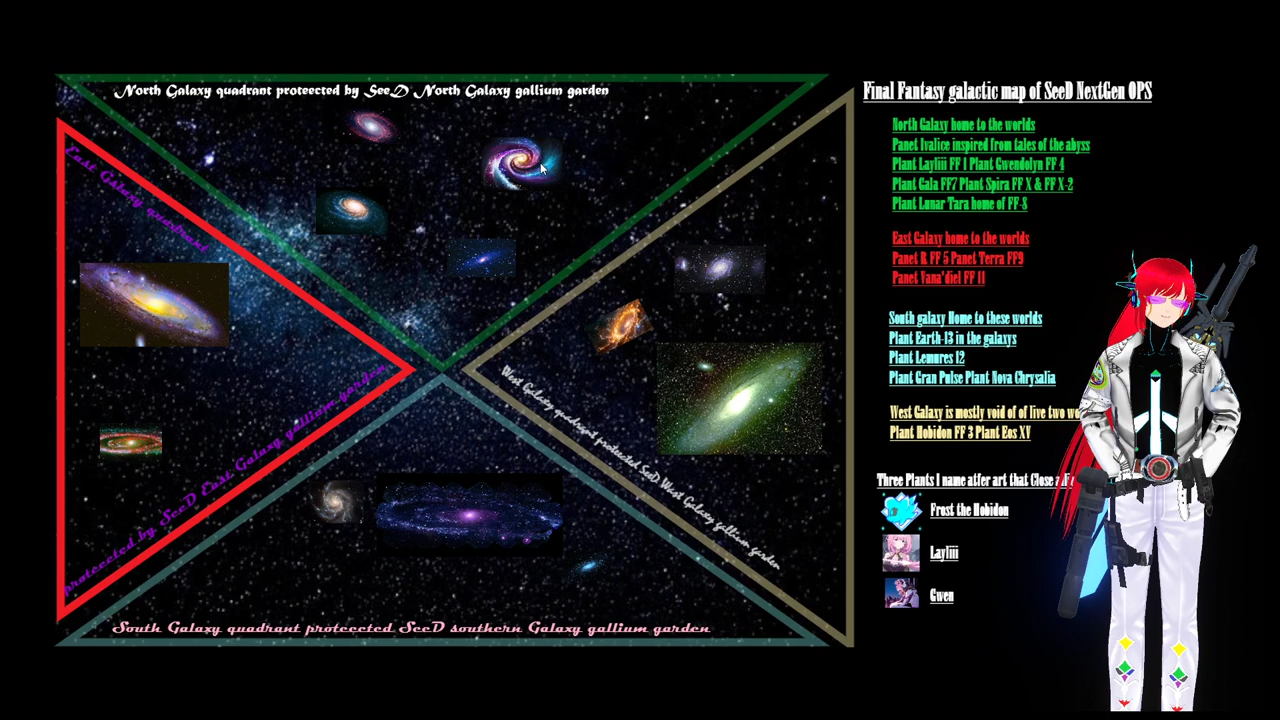 North Galaxy quadrant proteected by SeeD North Galaxy gallium garden
East Galaxy quadrant
proteected by SeeD East Galaxy gallium garden
West Galaxy quadrant protected SeeD West Galaxy gallium garden
South Galaxy quadrant proteected SeeD southern Galaxy gallium garden
Final Fantasy galactic map of SeeD NextGen OPS
North Galaxy home to the worlds
Panet Ivalice inspired from tales of the abyss
Plant Layliii FF 1 Plant Gwendolyn FF 4
Plant Gaia FF7 Plant Spira FF X & FF X-2
Plant Lunar Tara home of FF-8
East Galaxy home to the worlds
Panet R FF 5 Panet Terra FF9
Panet Vana'diel FF 11
South galaxy Home to these worlds
Plant Earth-13 in the galaxys
Plant Lemures 12
Plant Gran Pulse Plant Nova Chrysalia
West Galaxy is mostly void of of live two
Plant Hobidon FF 3 Plant Eos XV
Three Plants I name atfer art that Close
Frost the Hobidon
Layliii
Gwen